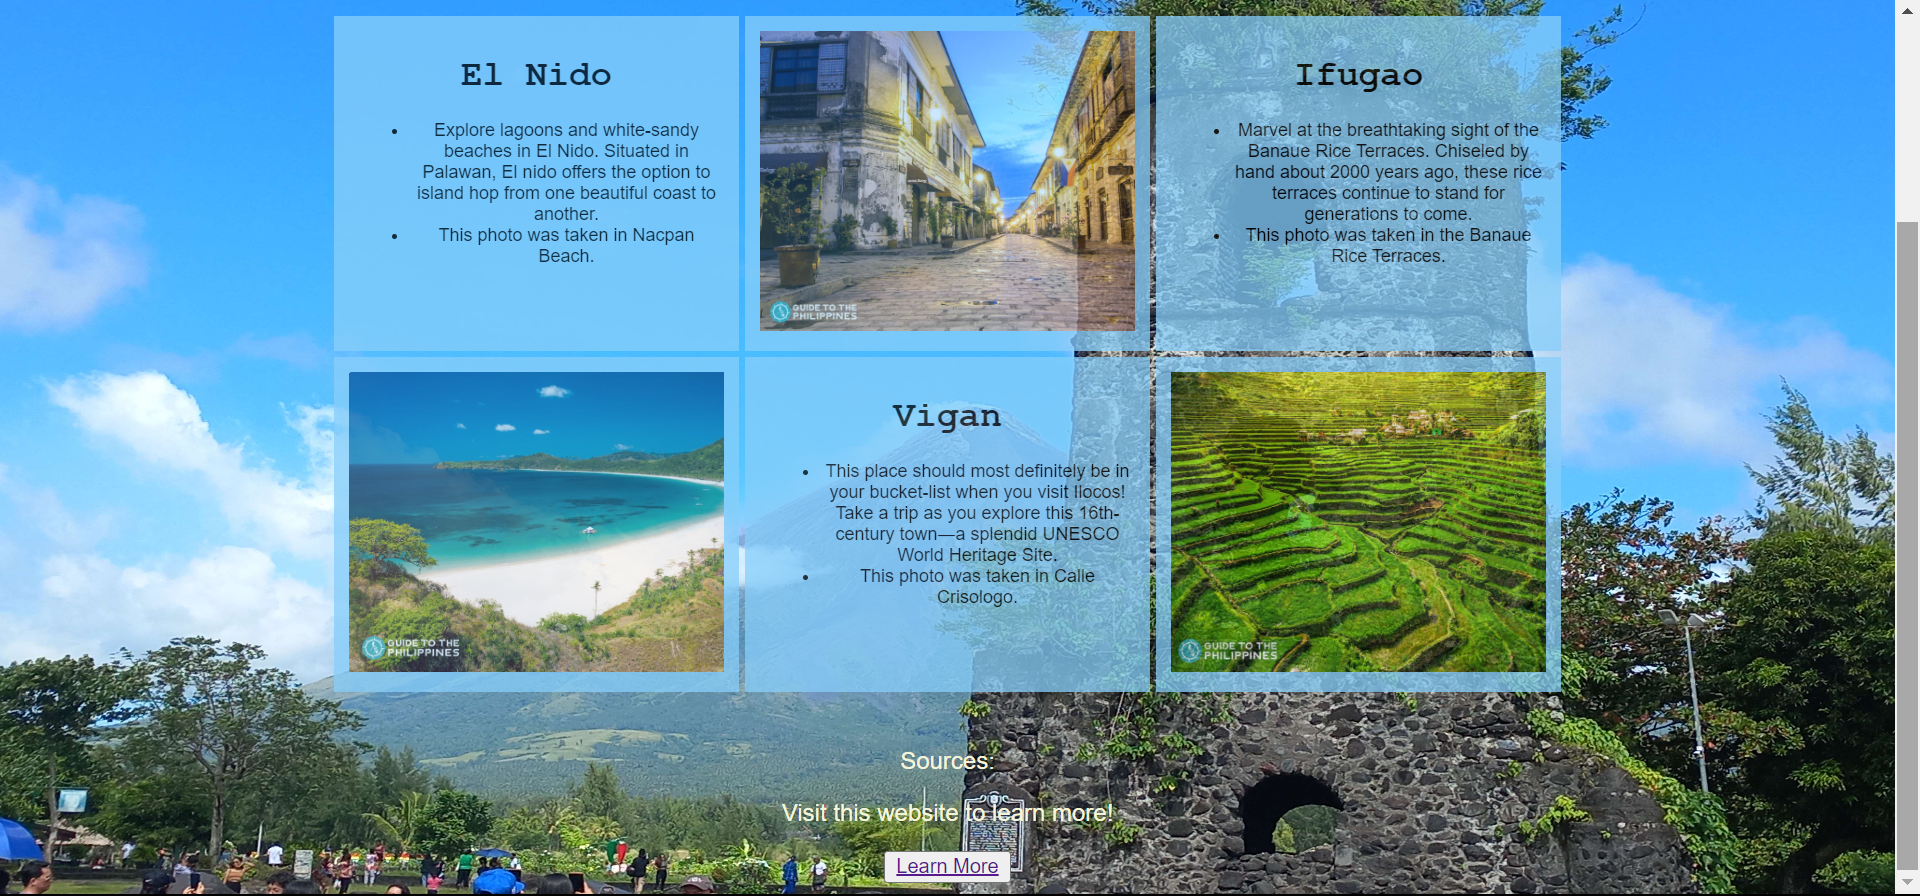 El Nido
Explore lagoons and white-sandy
beaches in El Nido. Situated in
Palawan, El nido offers the option to
island hop from one beautiful coast to
another.
This photo was taken in Nacpan
Beach.
GUIDE TO THE
PHILIPPINES
Ifugao
Marvel at the breathtaking sight of the
Banaue Rice Terraces. Chiseled by
hand about 2000 years ago, these rice
terraces continue to stand for
generations to come.
This photo was taken in the Banaue
Rice Terraces.
GUIDE TO THE
PHILIPPINES
Vigan
This place should most definitely be in
your bucket-list when you visit Ilocos!
Take a trip as you explore this 16th-
century town—a splendid UNESCO
World Heritage Site.
This photo was taken in Calle
Crisologo.
GUIDE TO THE
PHILIPPINES
Sources:
Visit this website to learn more!
Learn More